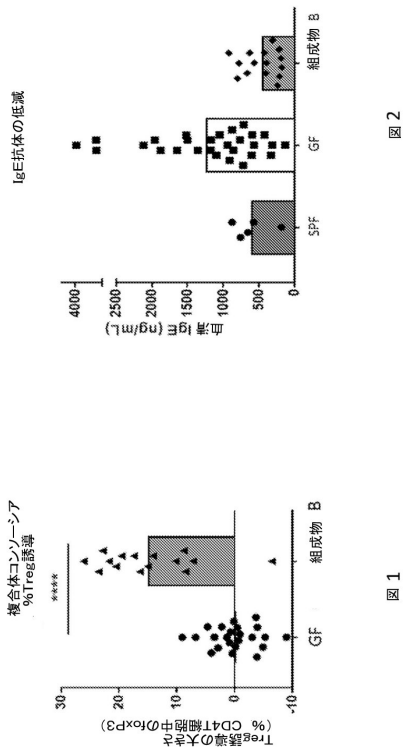 複合体コンソーシア
%Treg誘導
****
Treg誘導の大きさ
(% CD4T細胞中のfoxP3)
30
20
10
0
-10
GF
組成物 B
図 1
IgE抗体の低減
血清 IgE (ng/mL)
4000
2500
2000
1500
1000
500
0
SPF
GF
組成物 B
図 2